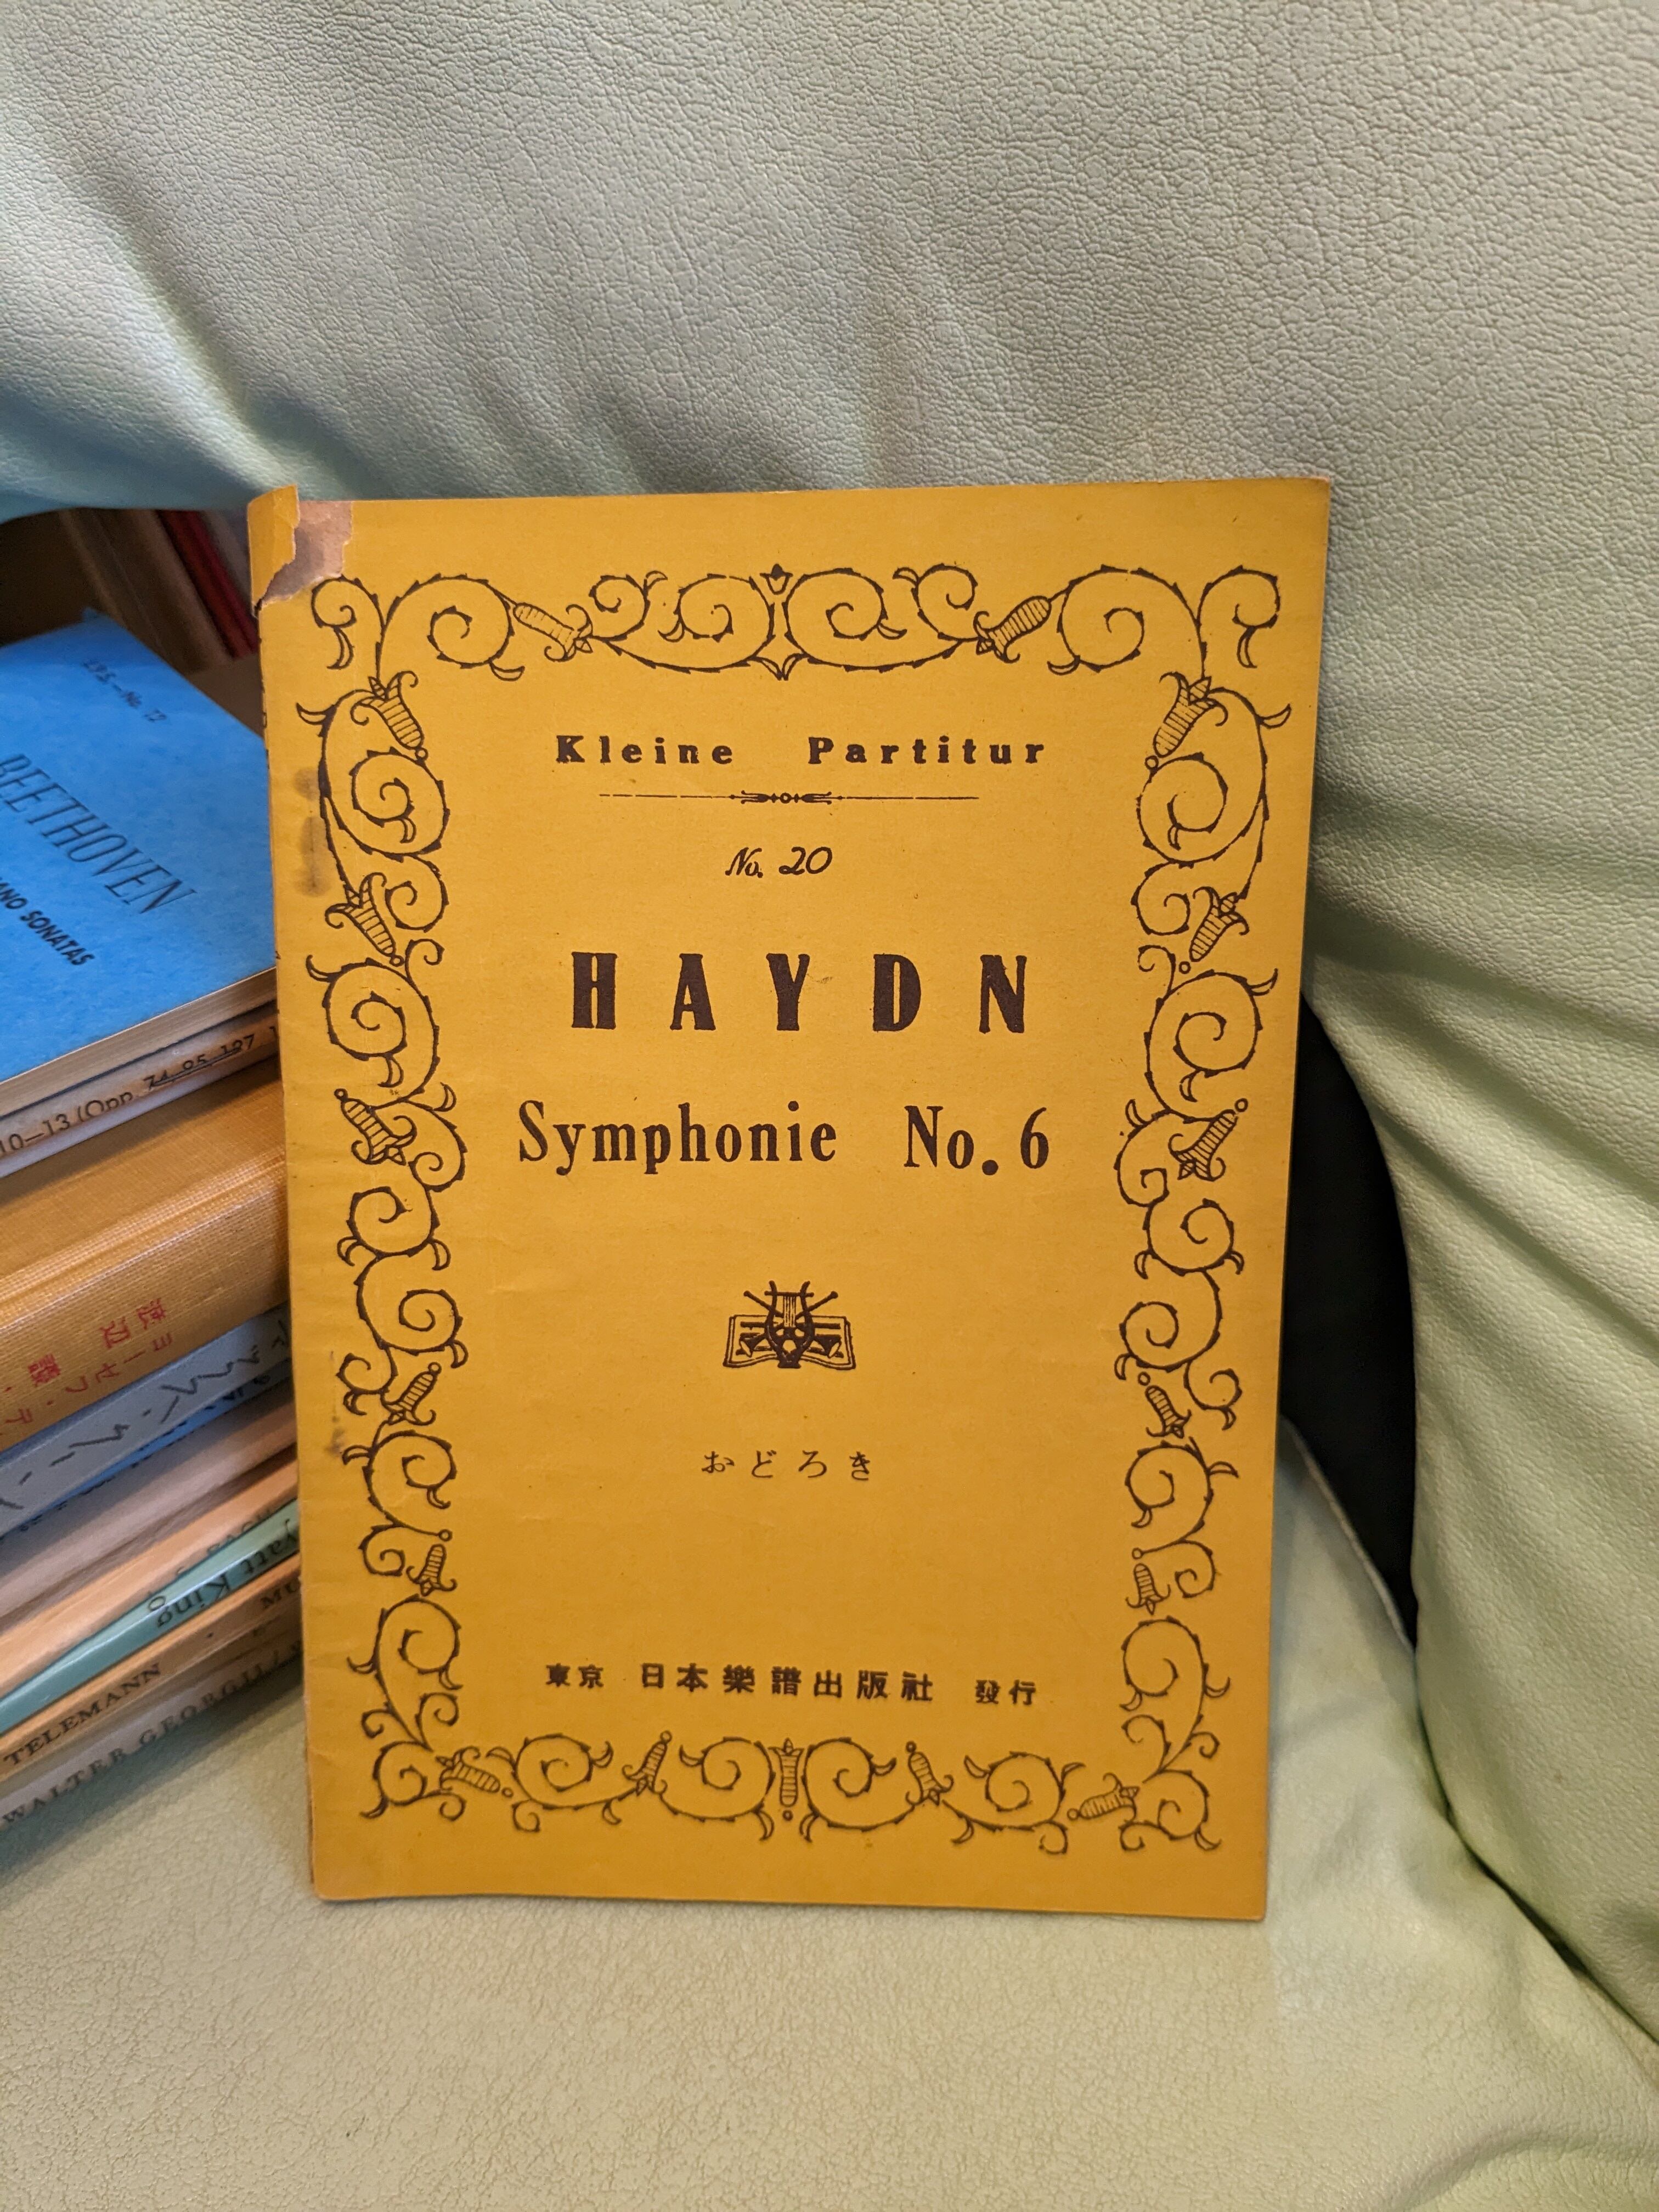 Kleine Partitur
No. 20
HAYDN
Symphonie No. 6
おどろき
東京 日本樂譜出版社 發行
BEETHOVEN
SONATAS
TELEMANN
WALTER